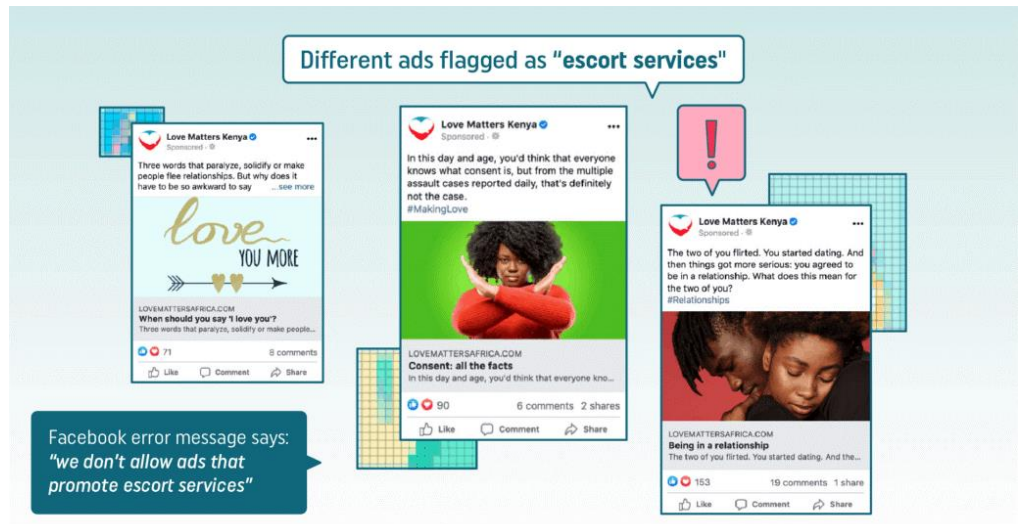 Different ads flagged as “escort services"
Love Matters Kenya
Sponsored ·
Three words that paralyze, solidify or make
people flee relationships. But why does it
have to be so awkward to say ...see more
love
YOU MORE
LOVEMATTERSAFRICA.COM
When should you say 'I love you'?
Three words that paralyze, solidify or make people...
71
8 comments
Like Comment Share
Love Matters Kenya
Sponsored ·
In this day and age, you'd think that everyone
knows what consent is, but from the multiple
assault cases reported daily, that's definitely
not the case.
#MakingLove
LOVEMATTERSAFRICA.COM
Consent: all the facts
In this day and age, you'd think that everyone kno...
90
6 comments 2 shares
Like Comment Share
!
Love Matters Kenya
Sponsored ·
The two of you flirted. You started dating. And
then things got more serious: you agreed to
be in a relationship. What does this mean for
the two of you?
#Relationships
LOVEMATTERSAFRICA.COM
Being in a relationship
The two of you flirted. You started dating. And the...
153
19 comments 1 share
Like Comment Share
Facebook error message says:
“we don't allow ads that
promote escort services”